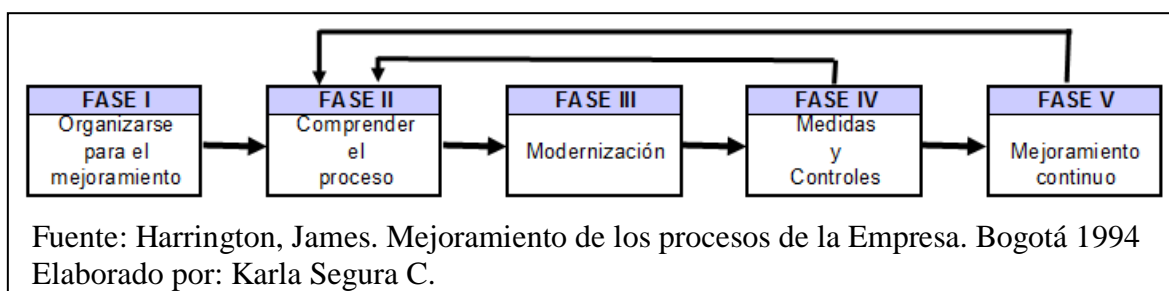 FASE I
Organizarse
para el
mejoramiento
FASE II
Comprender
el
proceso
FASE III
Modernización
FASE IV
Medidas
y
Controles
FASE V
Mejoramiento
continuo
Fuente: Harrington, James. Mejoramiento de los procesos de la Empresa. Bogotá 1994
Elaborado por: Karla Segura C.